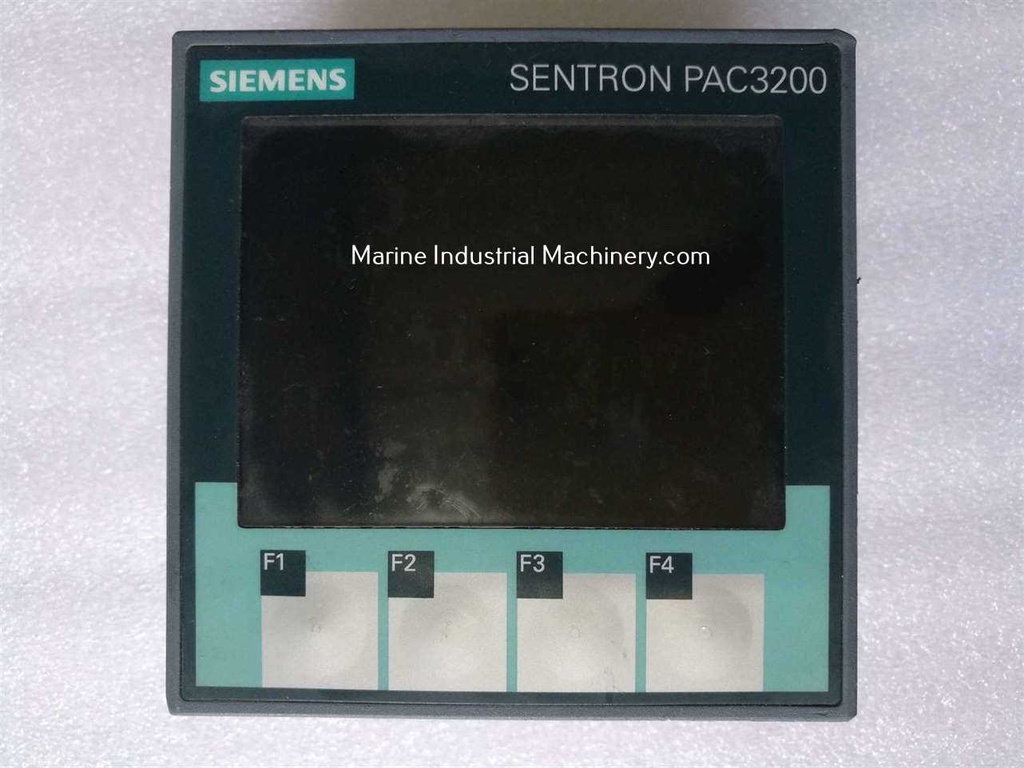 SIEMENS
SENTRON PAC3200
Marine Industrial Machinery.com
F1
F2
F3
F4